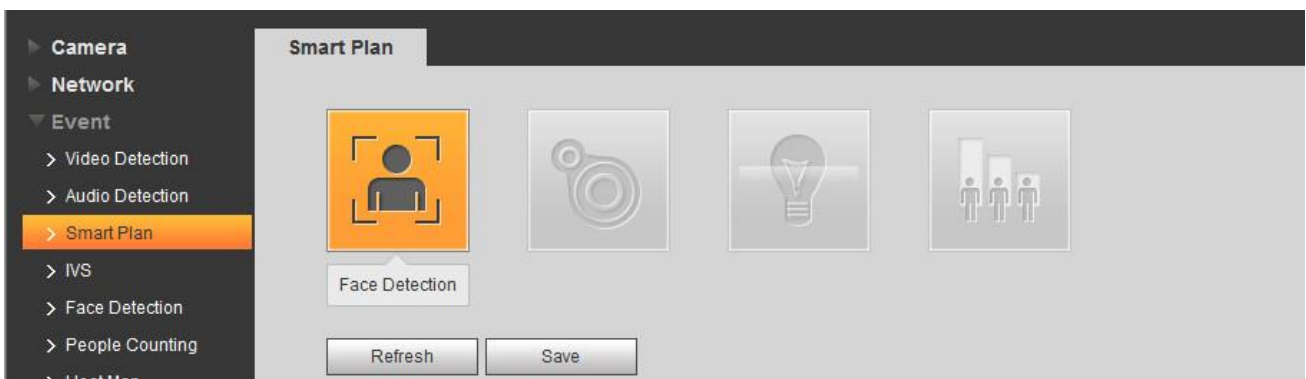 Camera
Smart Plan
Network
Event
Video Detection
Audio Detection
Smart Plan
IVS
Face Detection
Face Detection
People Counting
Refresh
Save